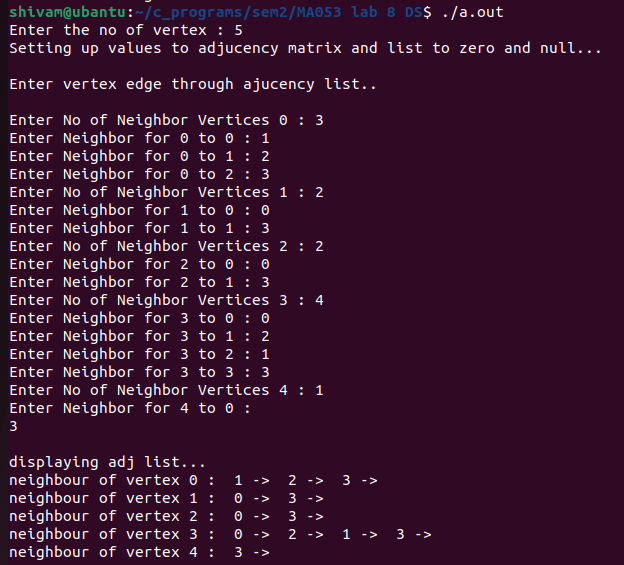 shivam@ubantu:~/c_programs/sem2/MA053 lab 8 DS$ ./a.out
Enter the no of vertex : 5
Setting up values to adjucency matrix and list to zero and null...
Enter vertex edge through ajucency list..
Enter No of Neighbor Vertices 0 : 3
Enter Neighbor for 0 to 0 : 1
Enter Neighbor for 0 to 1 : 2
Enter Neighbor for 0 to 2 : 3
Enter No of Neighbor Vertices 1 : 2
Enter Neighbor for 1 to 0 : 0
Enter Neighbor for 1 to 1 : 3
Enter No of Neighbor Vertices 2 : 2
Enter Neighbor for 2 to 0 : 0
Enter Neighbor for 2 to 1 : 3
Enter No of Neighbor Vertices 3 : 4
Enter Neighbor for 3 to 0 : 0
Enter Neighbor for 3 to 1 : 2
Enter Neighbor for 3 to 2 : 1
Enter Neighbor for 3 to 3 : 3
Enter No of Neighbor Vertices 4 : 1
Enter Neighbor for 4 to 0 :
3
displaying adj list...
neighbour of vertex 0 :  1 ->  2 ->  3 ->
neighbour of vertex 1 :  0 ->  3 ->
neighbour of vertex 2 :  0 ->  3 ->
neighbour of vertex 3 :  0 ->  2 ->  1 ->  3 ->
neighbour of vertex 4 :  3 ->